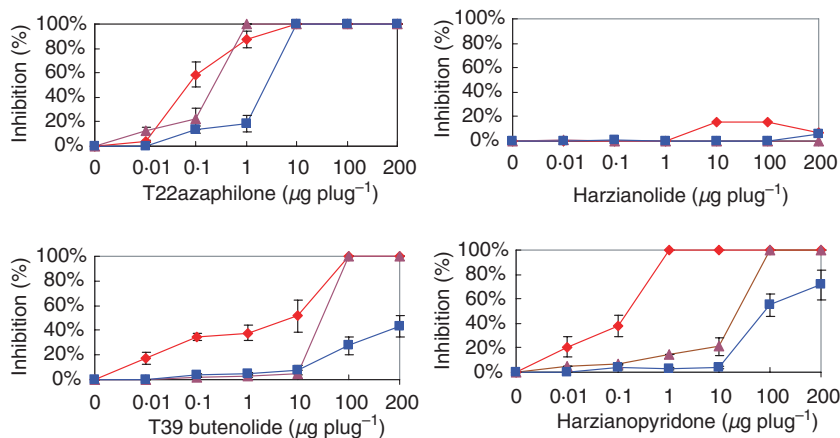 Inhibition (%)
100%
80%
60%
40%
20%
0%
0 0·01 0·1 1 10 100 200
T22azaphilone (µg plug⁻¹)
Inhibition (%)
100%
80%
60%
40%
20%
0%
0 0·01 0·1 1 10 100 200
Harzianolide (µg plug⁻¹)
Inhibition (%)
100%
80%
60%
40%
20%
0%
0 0·01 0·1 1 10 100 200
T39 butenolide (µg plug⁻¹)
Inhibition (%)
100%
80%
60%
40%
20%
0%
0 0·01 0·1 1 10 100 200
Harzianopyridone (µg plug⁻¹)